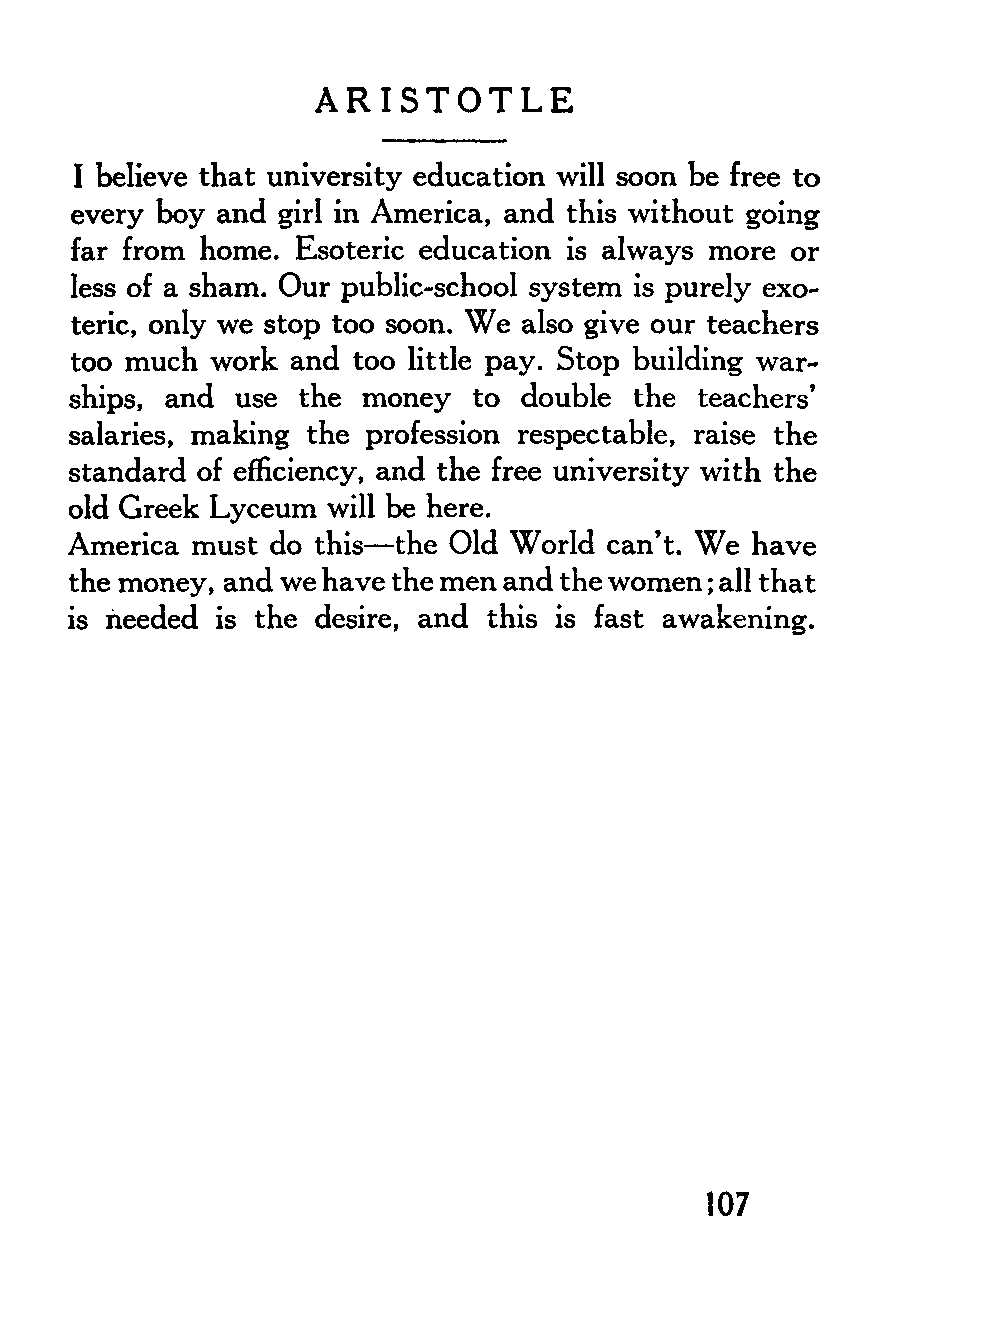 ARISTOTLE
I believe that university education will soon be free to
every boy and girl in America, and this without going
far from home. Esoteric education is always more or
less of a sham. Our public-school system is purely exo-
teric, only we stop too soon. We also give our teachers
too much work and too little pay. Stop building war-
ships, and use the money to double the teachers'
salaries, making the profession respectable, raise the
standard of efficiency, and the free university with the
old Greek Lyceum will be here.
America must do this—the Old World can't. We have
the money, and we have the men and the women; all that
is needed is the desire, and this is fast awakening.
107